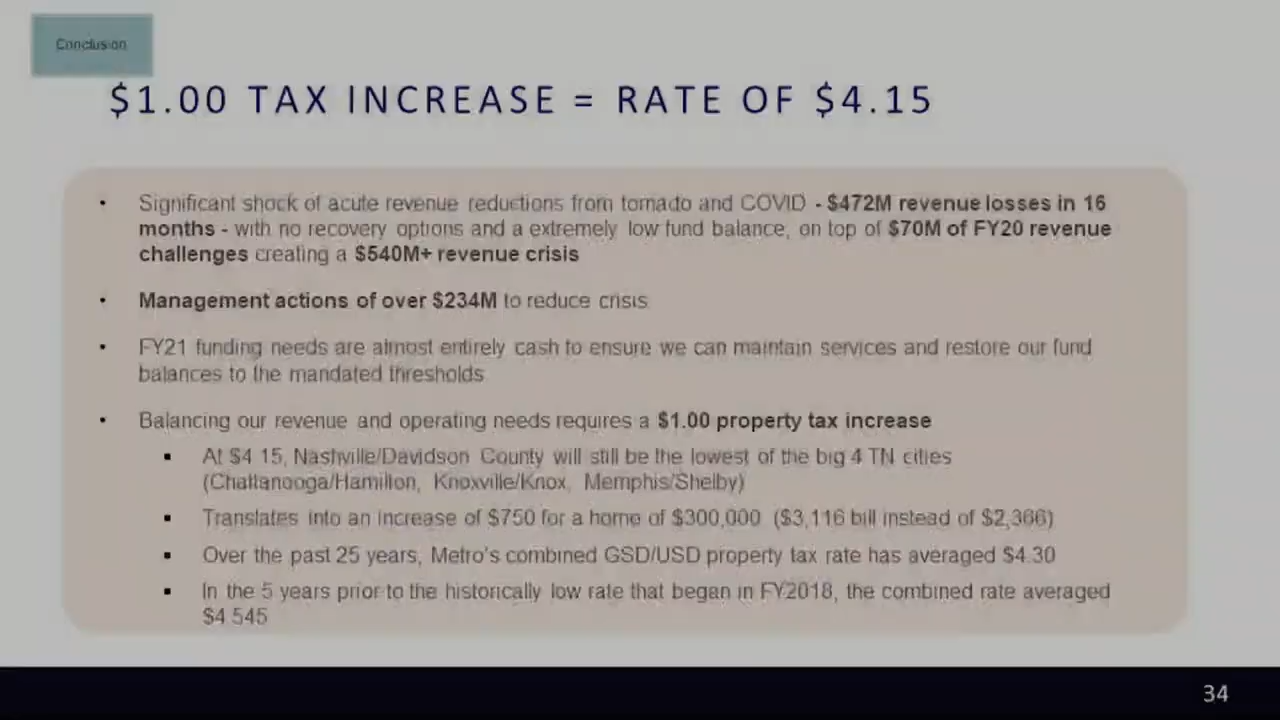 Conclusion
$1.00 TAX INCREASE = RATE OF $4.15
• Significant shock of acute revenue reductions from tornado and COVID - $472M revenue losses in 16
months - with no recovery options and a extremely low fund balance, on top of $70M of FY20 revenue
challenges creating a $540M+ revenue crisis
• Management actions of over $234M to reduce crisis
• FY21 funding needs are almost entirely cash to ensure we can maintain services and restore our fund
balances to the mandated thresholds
• Balancing our revenue and operating needs requires a $1.00 property tax increase
▪ At $4.15, Nashville/Davidson County will still be the lowest of the big 4 TN cities
(Chattanooga/Hamilton, Knoxville/Knox, Memphis/Shelby)
▪ Translates into an increase of $750 for a home of $300,000 ($3,116 bill instead of $2,366)
▪ Over the past 25 years, Metro's combined GSD/USD property tax rate has averaged $4.30
▪ In the 5 years prior to the historically low rate that began in FY2018, the combined rate averaged
$4.545
34